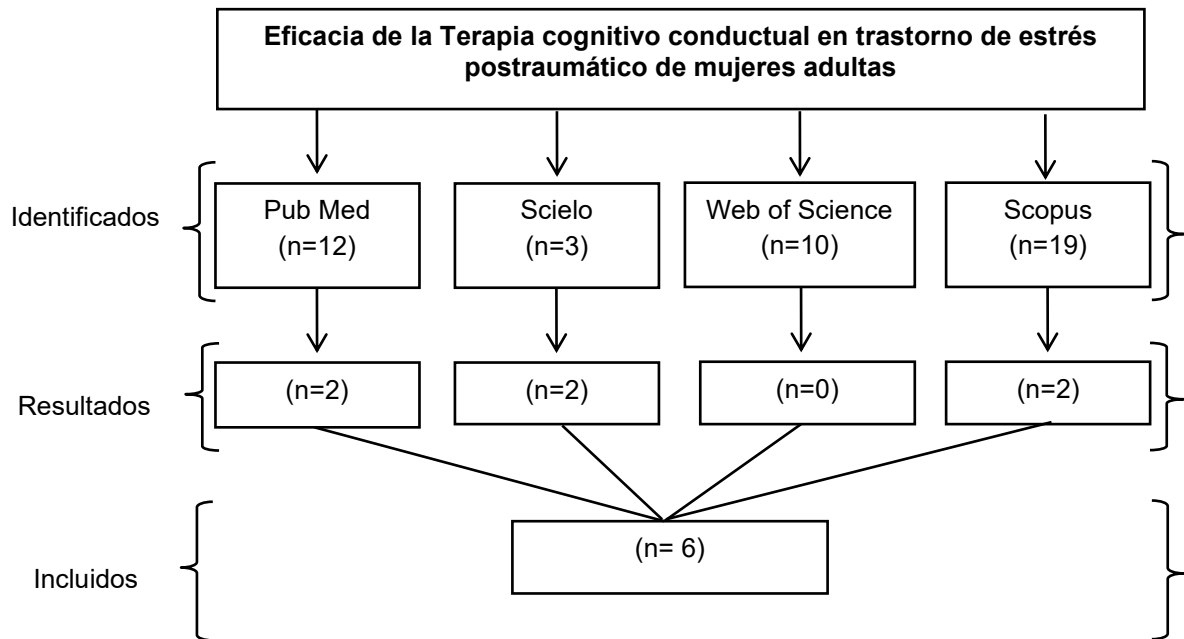 Eficacia de la Terapia cognitivo conductual en trastorno de estrés
postraumático de mujeres adultas
Identificados
Pub Med
(n=12)
Scielo
(n=3)
Web of Science
(n=10)
Scopus
(n=19)
Resultados
(n=2)
(n=2)
(n=0)
(n=2)
Incluidos
(n= 6)